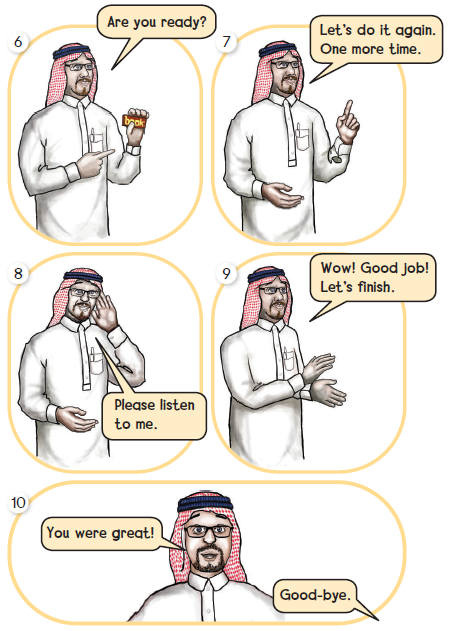 6
Are you ready?
book
7
Let's do it again.
One more time.
8
Please listen
to me.
9
Wow! Good job!
Let's finish.
10
You were great!
Good-bye.